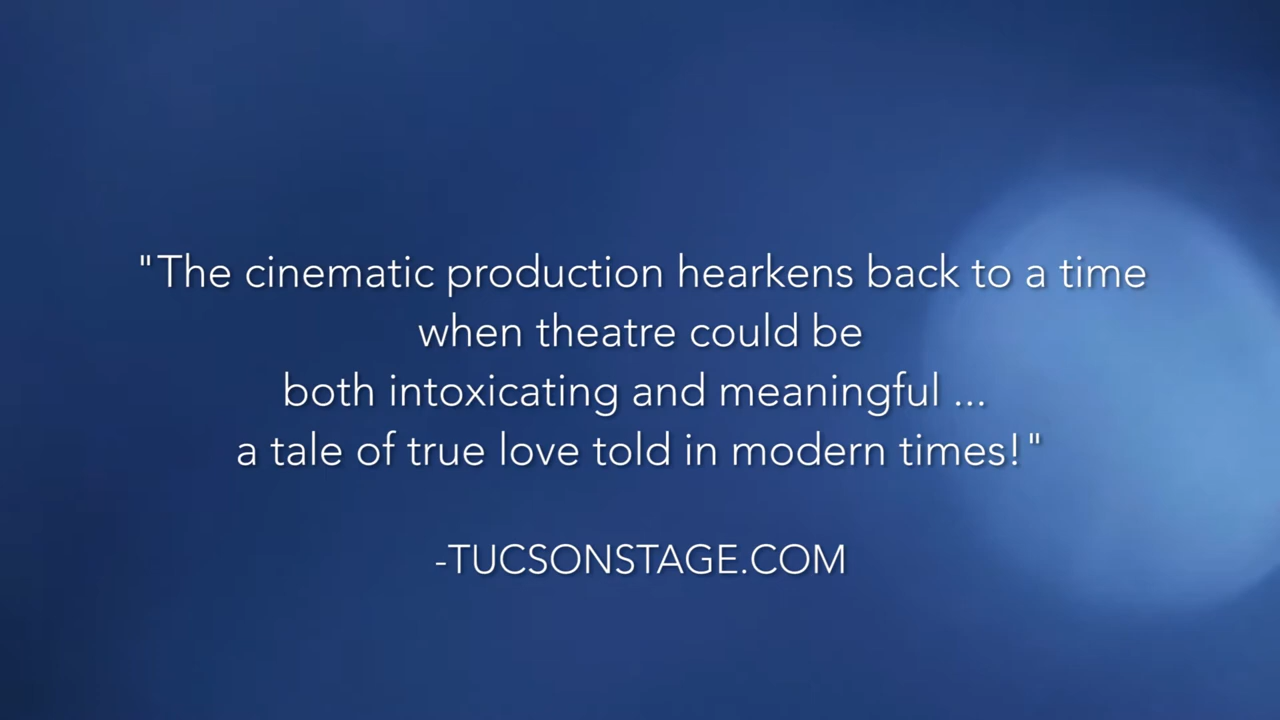 "The cinematic production hearkens back to a time
when theatre could be
both intoxicating and meaningful ...
a tale of true love told in modern times!"
-TUCSONSTAGE.COM